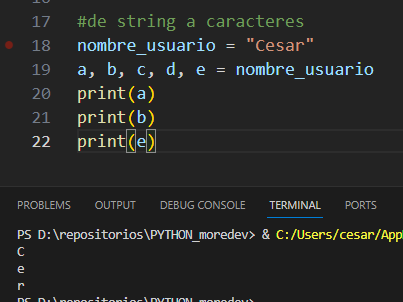 17 #de string a caracteres
18 nombre_usuario = "Cesar"
19 a, b, c, d, e = nombre_usuario
20 print(a)
21 print(b)
22 print(e)
PROBLEMS OUTPUT DEBUG CONSOLE TERMINAL PORTS
PS D:\repositorios\PYTHON_moredev> & C:/Users/cesar/App
C
e
r
PS D:\repositorios\PYTHON_moredev>